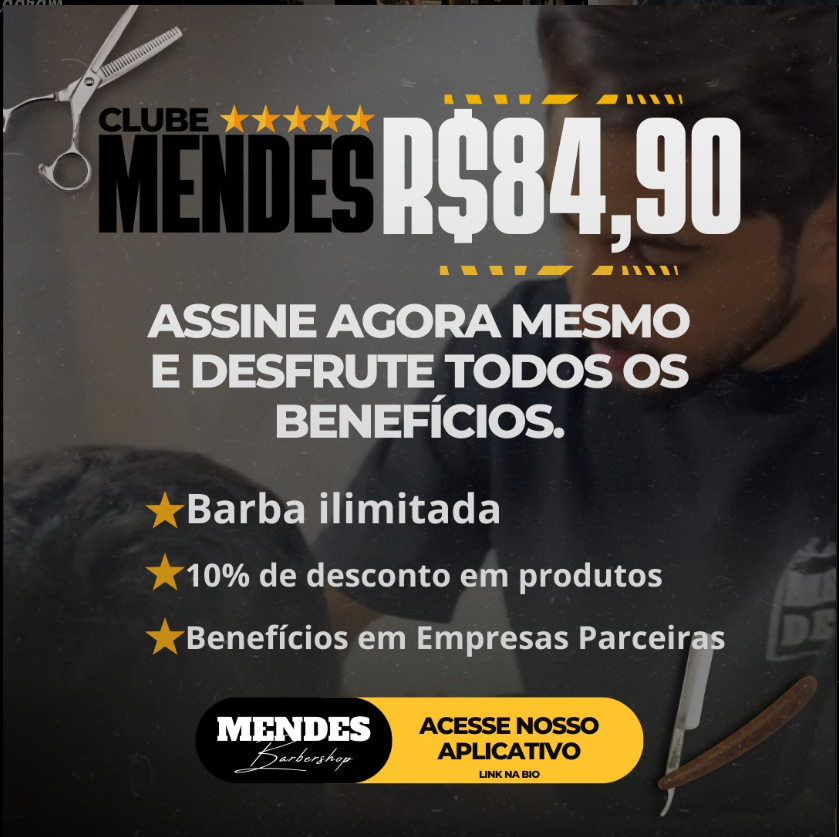 CLUBE
MENDES R$84,90
ASSINE AGORA MESMO
E DESFRUTE TODOS OS
BENEFÍCIOS.
Barba ilimitada
10% de desconto em produtos
Benefícios em Empresas Parceiras
MENDES
Barbershop
ACESSE NOSSO
APLICATIVO
LINK NA BIO